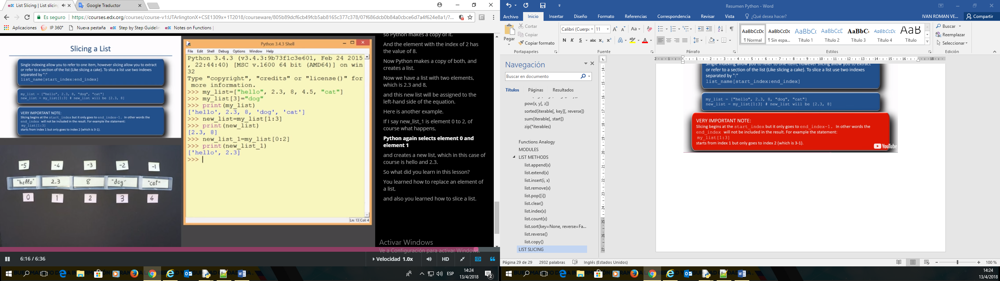 List Slicing | List slicing
Google Traductor
Es seguro
https://courses.edx.org/courses/course-v1:UTArlingtonX+CSE1309x+1T2018/courseware/805b89dcf6cb49fcb5ab8165c377c378/07f686dcb0b84a0cbce6d7a4f624e8a1/?...
Aplicaciones
IP 360°
Nueva pestaña
Step by Step Guidelin
Notes on Functions |
Slicing a List
Single indexing allow you to refer to one item, however slicing allow you to extract
or refer to a section of the list (Like slicing a cake). To slice a list use two indexes
separated by ":"
list_name[start_index:end_index]
my_list = ["hello", 2.3, 8, "dog", "cat"]
new_list = my_list[1:3] # new_list will be [2.3, 8]
VERY IMPORTANT NOTE:
Slicing begins at the start_index but it only goes to end_index-1. In other words the
end_index will not be included in the result. For example the statement:
my_list[1:3]
starts from index 1 but only goes to index 2 (which is 3-1).
-5 -4 -3 -2 -1
"hello" 2.3 8 "dog" "cat"
0 1 2 3 4
Python 3.4.3 Shell
File Edit Shell Debug Options Window Help
Python 3.4.3 (v3.4.3:9b73f1c3e601, Feb 24 2015
, 22:44:40) [MSC v.1600 64 bit (AMD64)] on win
32
Type "copyright", "credits" or "license()" for
more information.
>>> my_list=["hello", 2.3, 8, 4.5, "cat"]
>>> my_list[3]="dog"
>>> print(my_list)
['hello', 2.3, 8, 'dog', 'cat']
>>> new_list=my_list[1:3]
>>> print(new_list)
[2.3, 8]
>>> new_list_1=my_list[0:2]
>>> print(new_list_1)
['hello', 2.3]
>>>
Ln: 13 Col: 4
so Python makes a copy of it.
And the element with the index of 2 has
the value of 8.
Now Python makes a copy of both, and
creates a list.
Now we have a list with two elements,
which is 2.3 and 8,
and this new list will be assigned to the
left-hand side of the equation.
Here is another example.
If I say new_list_1 is element 0 to 2, of
course what happens,
Python again selects element 0 and
element 1
and creates a new list, which in this case of
course is hello and 2.3.
So what did you learn in this lesson?
You learned how to replace an element of
a list,
and also you learned how to slice a list.
Activar Windows
Ve a Configuración para activar Windows.
6:16 / 6:36
Velocidad 1.0x
HD
ESP
14:24
13/4/2018
2
Resumen Python - Word
Archivo Inicio Insertar Diseño Formato Referencias Correspondencia Revisar Vista ¿Qué desea hacer?
IVAN ROMAN VE... Compartir
Pegar
Cortar
Copiar
Copiar formato
Portapapeles
Calibri (Cuerpo 11
N K S abc x₂ x²
Fuente
Párrafo
AaBbCcDc AaBbCcDc AaBbC( AaBbCcD AaBbC( AaBbCcDc AaB
¶ Normal ¶ Sin espa... Título 1 Título 2 Título 3 Título 4 Título
Estilos
Buscar
Reemplazar
Seleccionar
Edición
Navegación
Buscar en documento
Títulos Páginas Resultados
pow(x, y[, z])
sorted(iterable[, key][, reverse])
sum(iterable[, start])
zip(*iterables)
Functions Analogy
MODULES
LIST METHODS
list.append(x)
list.extend(x)
list.insert(i, x)
list.remove(x)
list.pop([i])
list.clear()
list.index(x)
list.count(x)
list.sort(key=None, reverse=Fa...
list.reverse()
list.copy()
LIST SLICING
Single indexing allow you to refer to one item, however slicing allow you to extract
or refer to a section of the list (Like slicing a cake). To slice a list use two indexes
separated by ":"
list_name[start_index:end_index]
my_list = ["hello", 2.3, 8, "dog", "cat"]
new_list = my_list[1:3] # new_list will be [2.3, 8]
VERY IMPORTANT NOTE:
Slicing begins at the start_index but it only goes to end_index-1. In other words the
end_index will not be included in the result. For example the statement:
my_list[1:3]
starts from index 1 but only goes to index 2 (which is 3-1).
YouTube
Página 29 de 29 2932 palabras Inglés (Estados Unidos)
100 %
14:24
13/4/2018